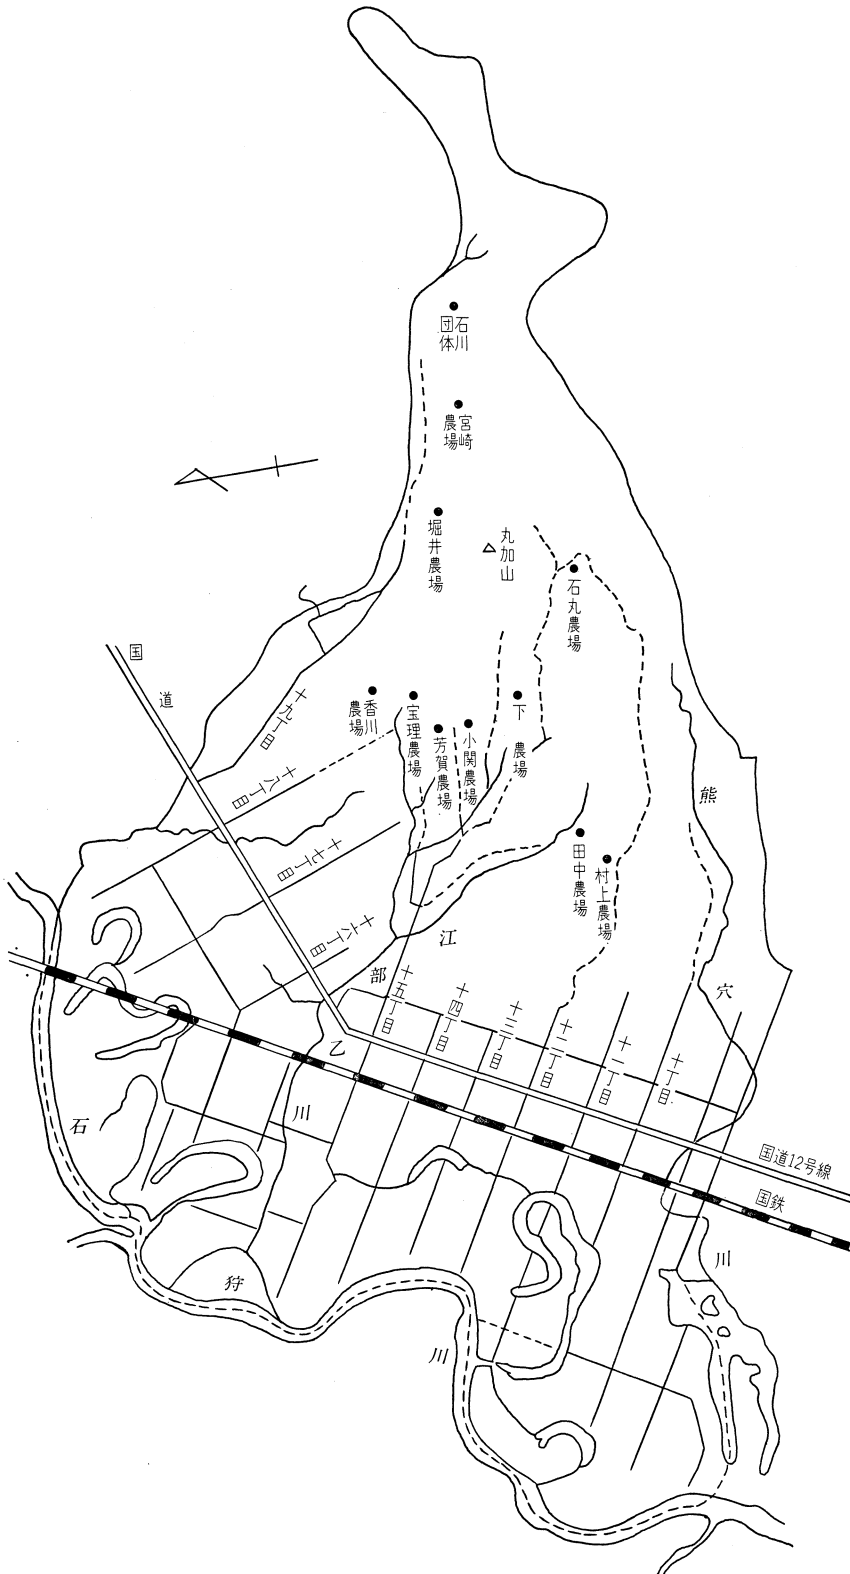 石川
団体
宮崎
農場
堀井農場
丸加山
石丸農場
国道
香川
農場
宝理農場
芳賀農場
小関農場
下農場
田中農場
村上農場
十九丁目
十八丁目
十七丁目
十六丁目
十五丁目
十四丁目
十三丁目
十二丁目
十一丁目
十丁目
江部乙川
熊穴川
石狩川
国道12号線
国鉄